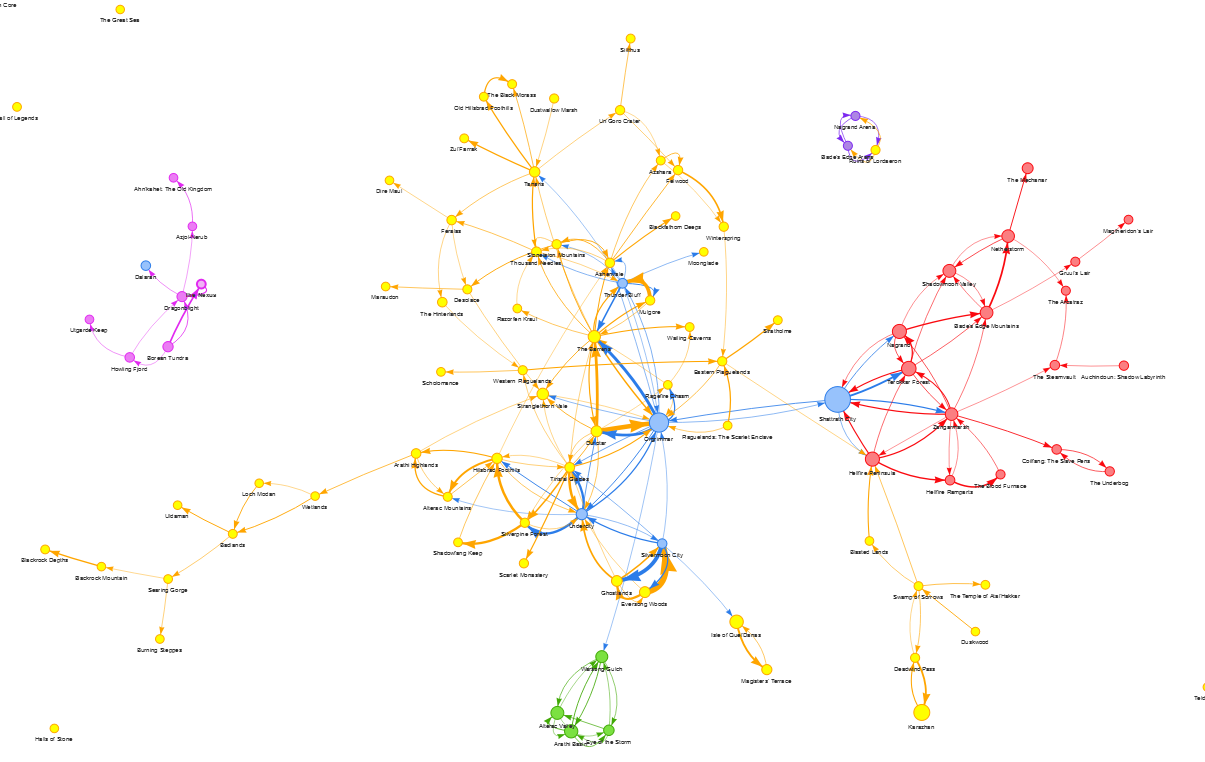 Core
The Great Sea
Silithus
The Black Morass
Old Hillsbrad Foothills
Dustwallow Marsh
ail of Legends
Un'Goro Crater
Nagrand Arena
Zul'Farrak
Blade's Edge Arena
Ruins of Lordaeron
Azshara
Felwood
Tanaris
The Mechanar
Dire Maul
Ahn'kahet: The Old Kingdom
Feralas
Blackfathom Deeps
Magtheridon's Lair
Azjol-Nerub
Winterspring
Netherstorm
Stonetalon Mountains
Thousand Needles
Moonglade
Ashenvale
Gruul's Lair
Dalaran
Shadowmoon Valley
Thunder Bluff
The Nexus
Maraudon
Desolace
The Arcatraz
Dragonblight
The Hinterlands
Razorfen Kraul
Mulgore
Blade's Edge Mountains
Utgarde Keep
Stratholme
Wailing Caverns
Nagrand
The Barrens
Borean Tundra
Howling Fjord
Eastern Plaguelands
The Steamvault
Auchindoun: Shadow Labyrinth
Scholomance
Western Plaguelands
Terokkar Forest
Ragefire Chasm
Stranglethorn Vale
Shattrath City
Zangarmarsh
Durotar
Orgrimmar
Plaguelands: The Scarlet Enclave
Arathi Highlands
Hillsbrad Foothills
Coilfang: The Slave Pens
Tirisfal Glades
Hellfire Peninsula
The Underbog
Hellfire Ramparts
The Blood Furnace
Loch Modan
Wetlands
Alterac Mountains
Uldaman
Undercity
Badlands
Silverpine Forest
Shadowfang Keep
Silvermoon City
Blasted Lands
Blackrock Depths
Scarlet Monastery
Blackrock Mountain
Searing Gorge
Ghostlands
Eversong Woods
Swamp of Sorrows
The Temple of Atal'Hakkar
Isle of Quel'Danas
Duskwood
Burning Steppes
Warsong Gulch
Deadwind Pass
Magisters' Terrace
Teld
Alterac Valley
Karazhan
Halls of Stone
Arathi Basin
Eye of the Storm